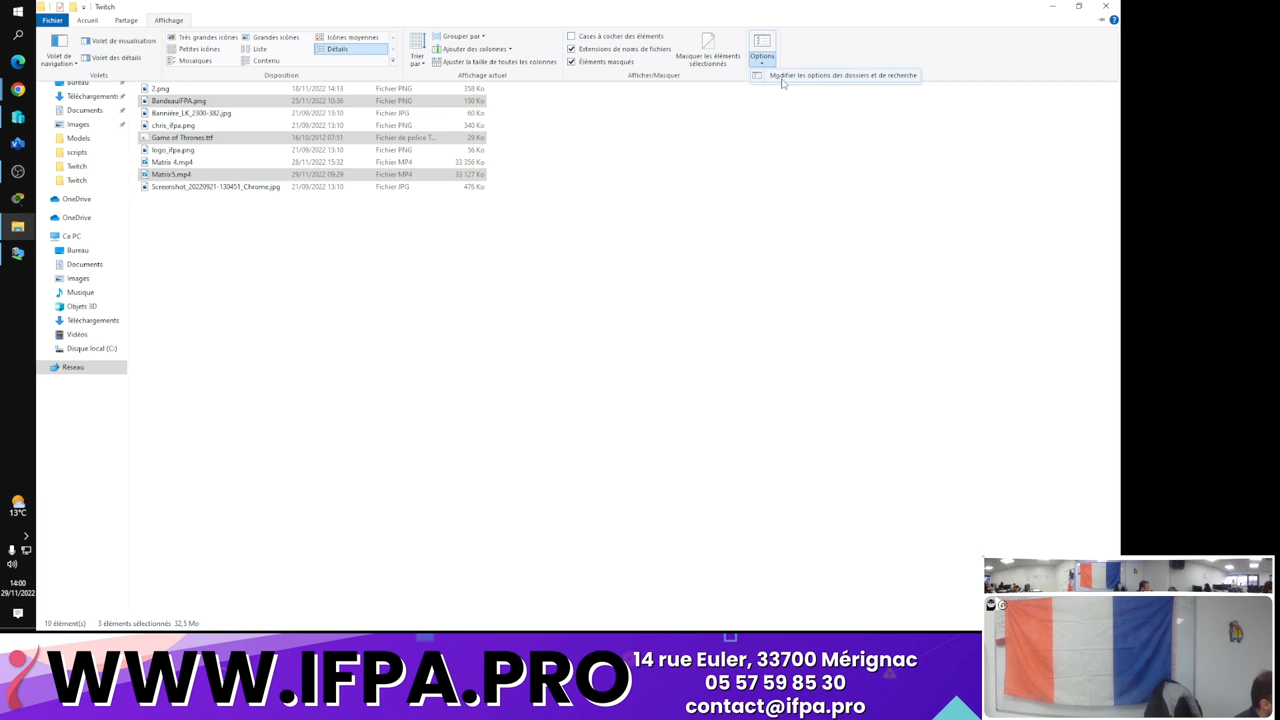 Twitch
Fichier Accueil Partage Affichage
Volet de navigation
Volet de visualisation
Volet des détails
Volets
Très grandes icônes Grandes icônes Icônes moyennes
Petites icônes Liste Détails
Mosaïques Contenu
Disposition
Trier par
Grouper par
Ajouter des colonnes
Ajuster la taille de toutes les colonnes
Affichage actuel
Cases à cocher des éléments
Extensions de noms de fichiers
Éléments masqués
Masquer les éléments sélectionnés
Afficher/Masquer
Options
Modifier les options des dossiers et de recherche
Bureau
Téléchargements
Documents
Images
Models
scripts
Twitch
Twitch
OneDrive
OneDrive
Ce PC
Bureau
Documents
Images
Musique
Objets 3D
Téléchargements
Vidéos
Disque local (C:)
Réseau
2.png 18/11/2022 14:13 Fichier PNG 358 Ko
BandeauIFPA.png 25/11/2022 10:36 Fichier PNG 150 Ko
Bannière_LK_2300-382.jpg 21/09/2022 13:10 Fichier JPG 60 Ko
chris_ifpa.png 21/09/2022 13:10 Fichier PNG 340 Ko
Game of Thrones.ttf 16/10/2012 07:51 Fichier de police T... 29 Ko
logo_ifpa.png 21/09/2022 13:10 Fichier PNG 56 Ko
Matrix 4.mp4 28/11/2022 15:32 Fichier MP4 33 356 Ko
Matrix5.mp4 29/11/2022 09:29 Fichier MP4 33 127 Ko
Screenshot_20220921-130451_Chrome.jpg 21/09/2022 13:10 Fichier JPG 476 Ko
13°C
14:00
29/11/2022
10 élément(s) 3 éléments sélectionnés 32,5 Mo
WWW.IFPA.PRO
14 rue Euler, 33700 Mérignac
05 57 59 85 30
contact@ifpa.pro